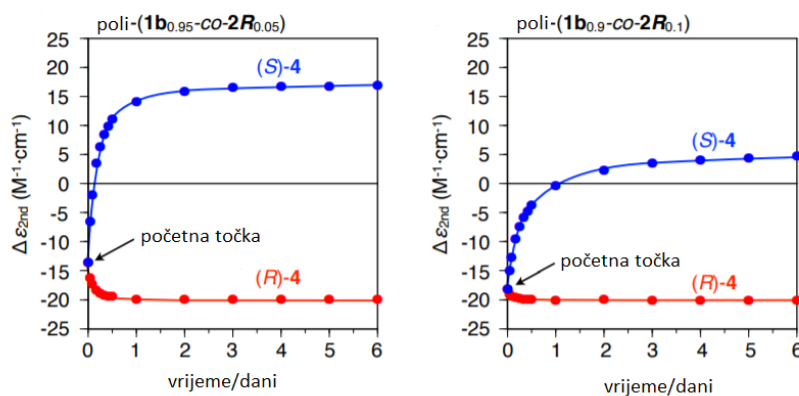 poli-(1b0.95-co-2R0.05)
25
20
15
10
5
0
-5
-10
-15
-20
-25
Δε2nd (M-1·cm-1)
(S)-4
početna točka
(R)-4
0 1 2 3 4 5 6
vrijeme/dani
poli-(1b0.9-co-2R0.1)
25
20
15
10
5
0
-5
-10
-15
-20
-25
Δε2nd (M-1·cm-1)
(S)-4
početna točka
(R)-4
0 1 2 3 4 5 6
vrijeme/dani